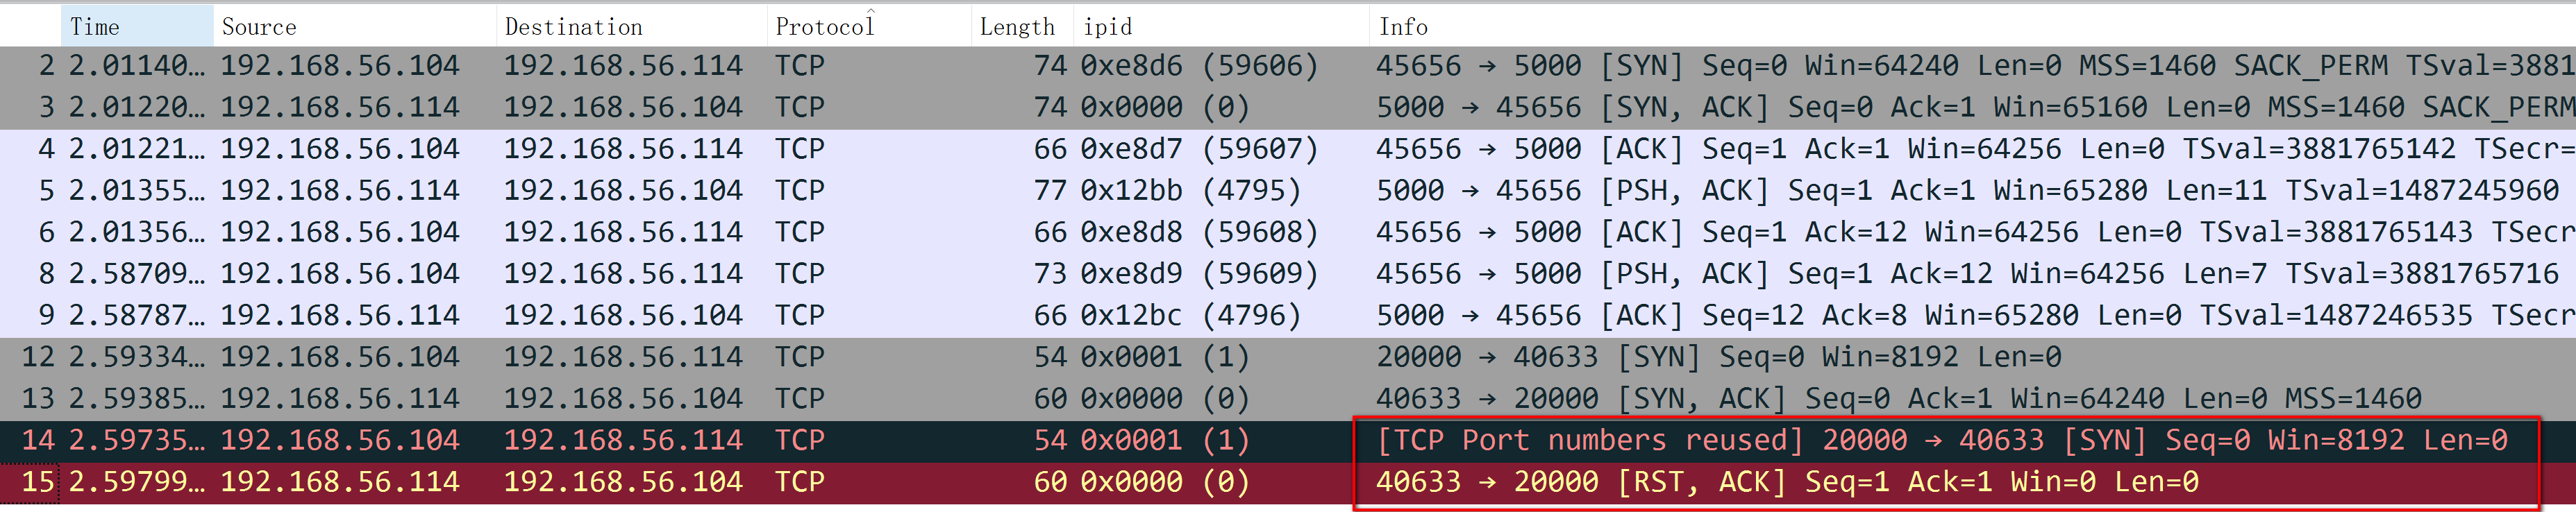 Time Source Destination Protocol Length ipid Info
2 2.01140… 192.168.56.104 192.168.56.114 TCP 74 0xe8d6 (59606) 45656 → 5000 [SYN] Seq=0 Win=64240 Len=0 MSS=1460 SACK_PERM TSval=3881
3 2.01220… 192.168.56.114 192.168.56.104 TCP 74 0x0000 (0) 5000 → 45656 [SYN, ACK] Seq=0 Ack=1 Win=65160 Len=0 MSS=1460 SACK_PERM
4 2.01221… 192.168.56.104 192.168.56.114 TCP 66 0xe8d7 (59607) 45656 → 5000 [ACK] Seq=1 Ack=1 Win=64256 Len=0 TSval=3881765142 TSecr=
5 2.01355… 192.168.56.114 192.168.56.104 TCP 77 0x12bb (4795) 5000 → 45656 [PSH, ACK] Seq=1 Ack=1 Win=65280 Len=11 TSval=1487245960
6 2.01356… 192.168.56.104 192.168.56.114 TCP 66 0xe8d8 (59608) 45656 → 5000 [ACK] Seq=1 Ack=12 Win=64256 Len=0 TSval=3881765143 TSecr
8 2.58709… 192.168.56.104 192.168.56.114 TCP 73 0xe8d9 (59609) 45656 → 5000 [PSH, ACK] Seq=1 Ack=12 Win=64256 Len=7 TSval=3881765716
9 2.58787… 192.168.56.114 192.168.56.104 TCP 66 0x12bc (4796) 5000 → 45656 [ACK] Seq=12 Ack=8 Win=65280 Len=0 TSval=1487246535 TSec
12 2.59334… 192.168.56.104 192.168.56.114 TCP 54 0x0001 (1) 20000 → 40633 [SYN] Seq=0 Win=8192 Len=0
13 2.59385… 192.168.56.114 192.168.56.104 TCP 60 0x0000 (0) 40633 → 20000 [SYN, ACK] Seq=0 Ack=1 Win=64240 Len=0 MSS=1460
14 2.59735… 192.168.56.104 192.168.56.114 TCP 54 0x0001 (1) [TCP Port numbers reused] 20000 → 40633 [SYN] Seq=0 Win=8192 Len=0
15 2.59799… 192.168.56.114 192.168.56.104 TCP 60 0x0000 (0) 40633 → 20000 [RST, ACK] Seq=1 Ack=1 Win=0 Len=0